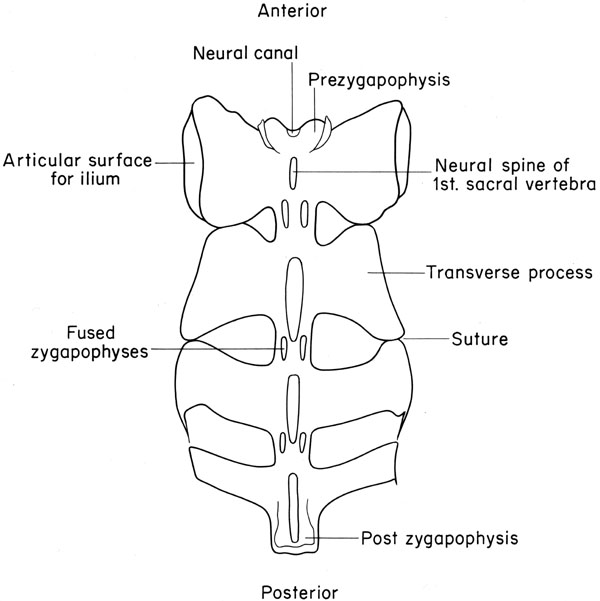 Anterior
Neural canal
Prezygapophysis
Articular surface
for ilium
Neural spine of
1st. sacral vertebra
Transverse process
Fused
zygapophyses
Suture
Post zygapophysis
Posterior